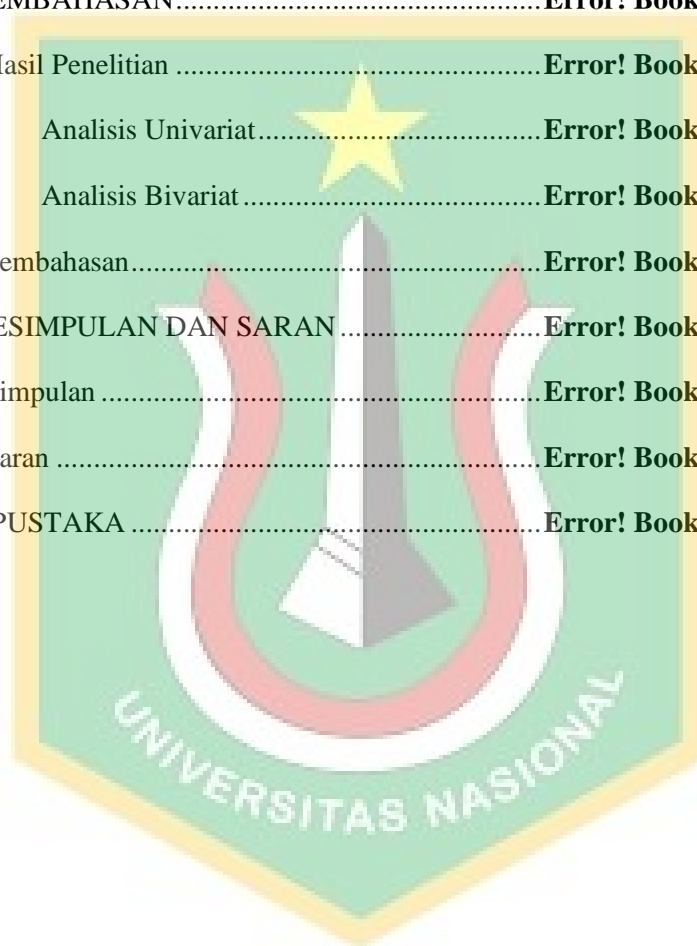 EMBAHASAN........................................Error! Book
Hasil Penelitian ........................................Error! Book
Analisis Univariat........................................Error! Book
Analisis Bivariat ........................................Error! Book
embahasan........................................Error! Book
ESIMPULAN DAN SARAN ........................................Error! Book
impulan ........................................Error! Book
aran ........................................Error! Book
PUSTAKA ........................................Error! Book
UNIVERSITAS NASIONAL